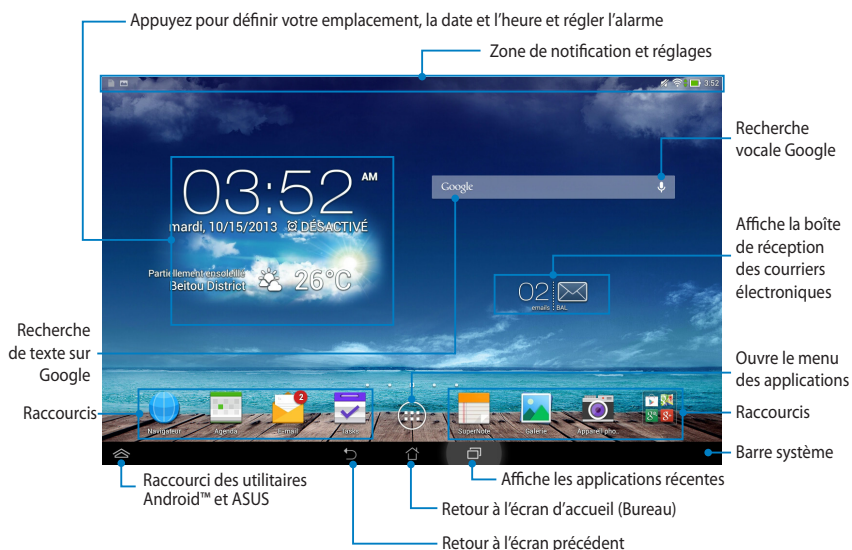 Appuyez pour définir votre emplacement, la date et l'heure et régler l'alarme
Zone de notification et réglages
3:52
Recherche
vocale Google
03:52 AM
mardi, 10/15/2013 DÉSACTIVÉ
Partiellement ensoleillé
Beitou District
26°C
Google
Affiche la boîte
de réception
des courriers
électroniques
02
emails BAL
Recherche
de texte sur
Google
Ouvre le menu
des applications
Raccourcis
2
Navigateur
Agenda
E-mail
Tasks
SuperNote
Galerie
Appareil pho
Raccourcis
Barre système
Raccourci des utilitaires
Android™ et ASUS
Affiche les applications récentes
Retour à l'écran d'accueil (Bureau)
Retour à l'écran précédent